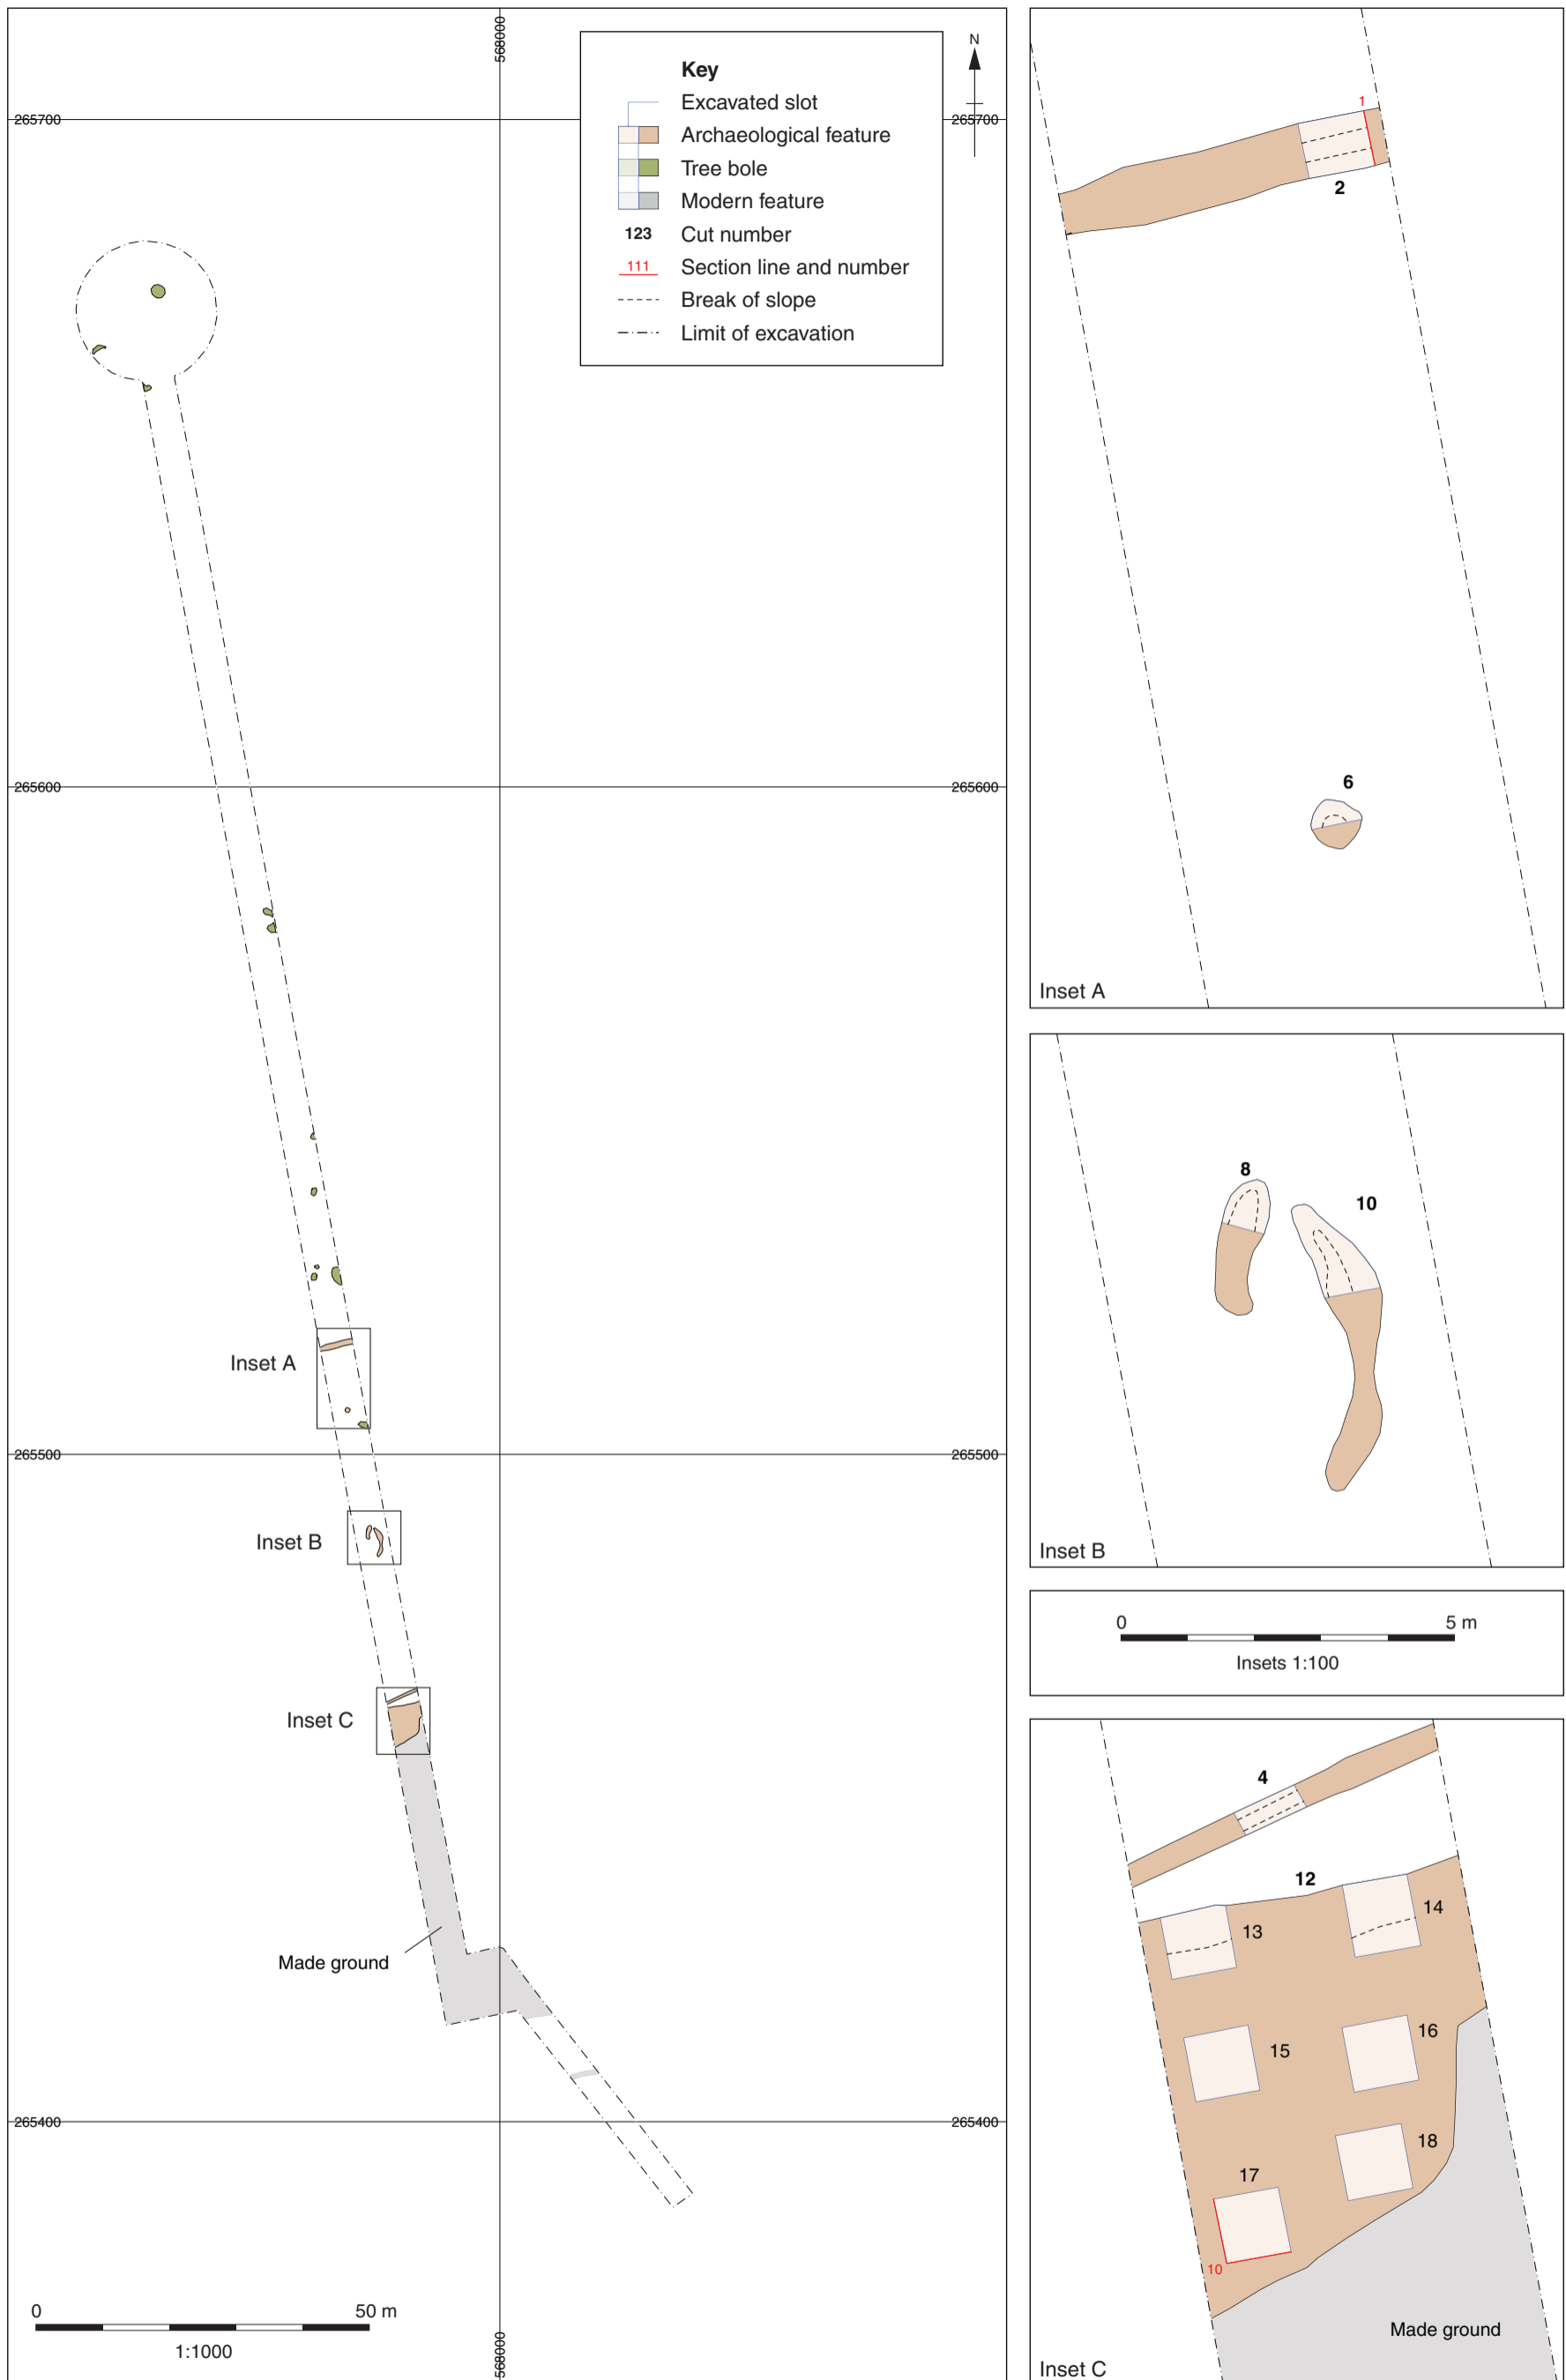 568000
N
Key
Excavated slot
Archaeological feature
Tree bole
Modern feature
123 Cut number
111 Section line and number
Break of slope
Limit of excavation
265700 265700
265600 265600
Inset A
265500 265500
Inset B
Inset C
Made ground
265400 265400
0 50 m
1:1000
568000
1
2
6
Inset A
8
10
Inset B
0 5 m
Insets 1:100
4
12
14
13
16
15
18
17
10
Made ground
Inset C